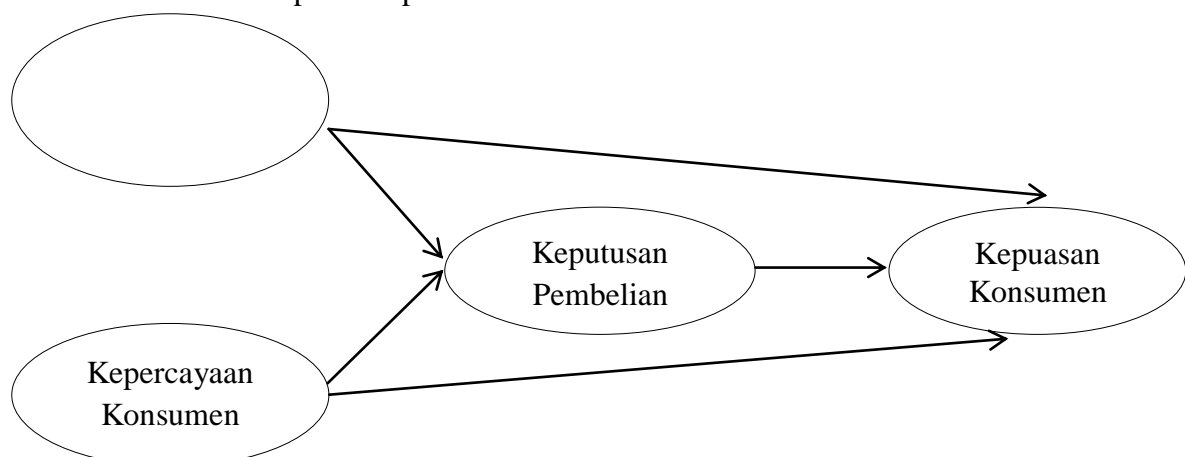 Keputusan
Pembelian
Kepuasan
Konsumen
Kepercayaan
Konsumen